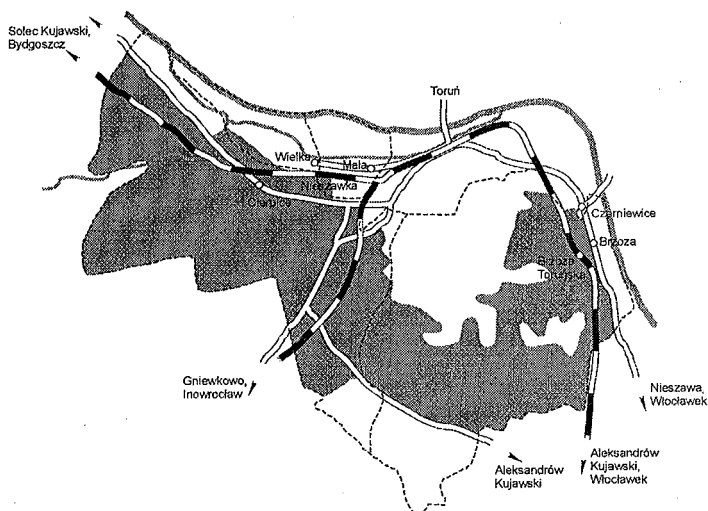 Solec Kujawski,
Bydgoszcz
Toruń
Wielka
Mała
Nieszawka
Cierpice
Czerniewice
Brzoza
Brzoza
Toruńska
Gniewkowo,
Inowrocław
Nieszawa,
Włocławek
Aleksandrów
Kujawski
Aleksandrów
Kujawski,
Włocławek